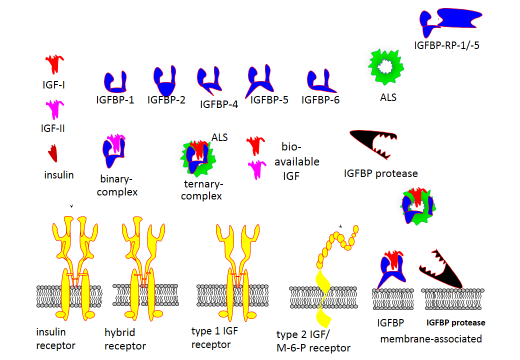 IGFBP-RP-1/-5
IGF-I
IGFBP-1
IGFBP-2
IGFBP-4
IGFBP-5
IGFBP-6
ALS
IGF-II
ALS
insulin
binary-
complex
ternary-
complex
bio-
available
IGF
IGFBP protease
insulin
receptor
hybrid
receptor
type 1 IGF
receptor
type 2 IGF/
M-6-P receptor
IGFBP
IGFBP protease
membrane-associated